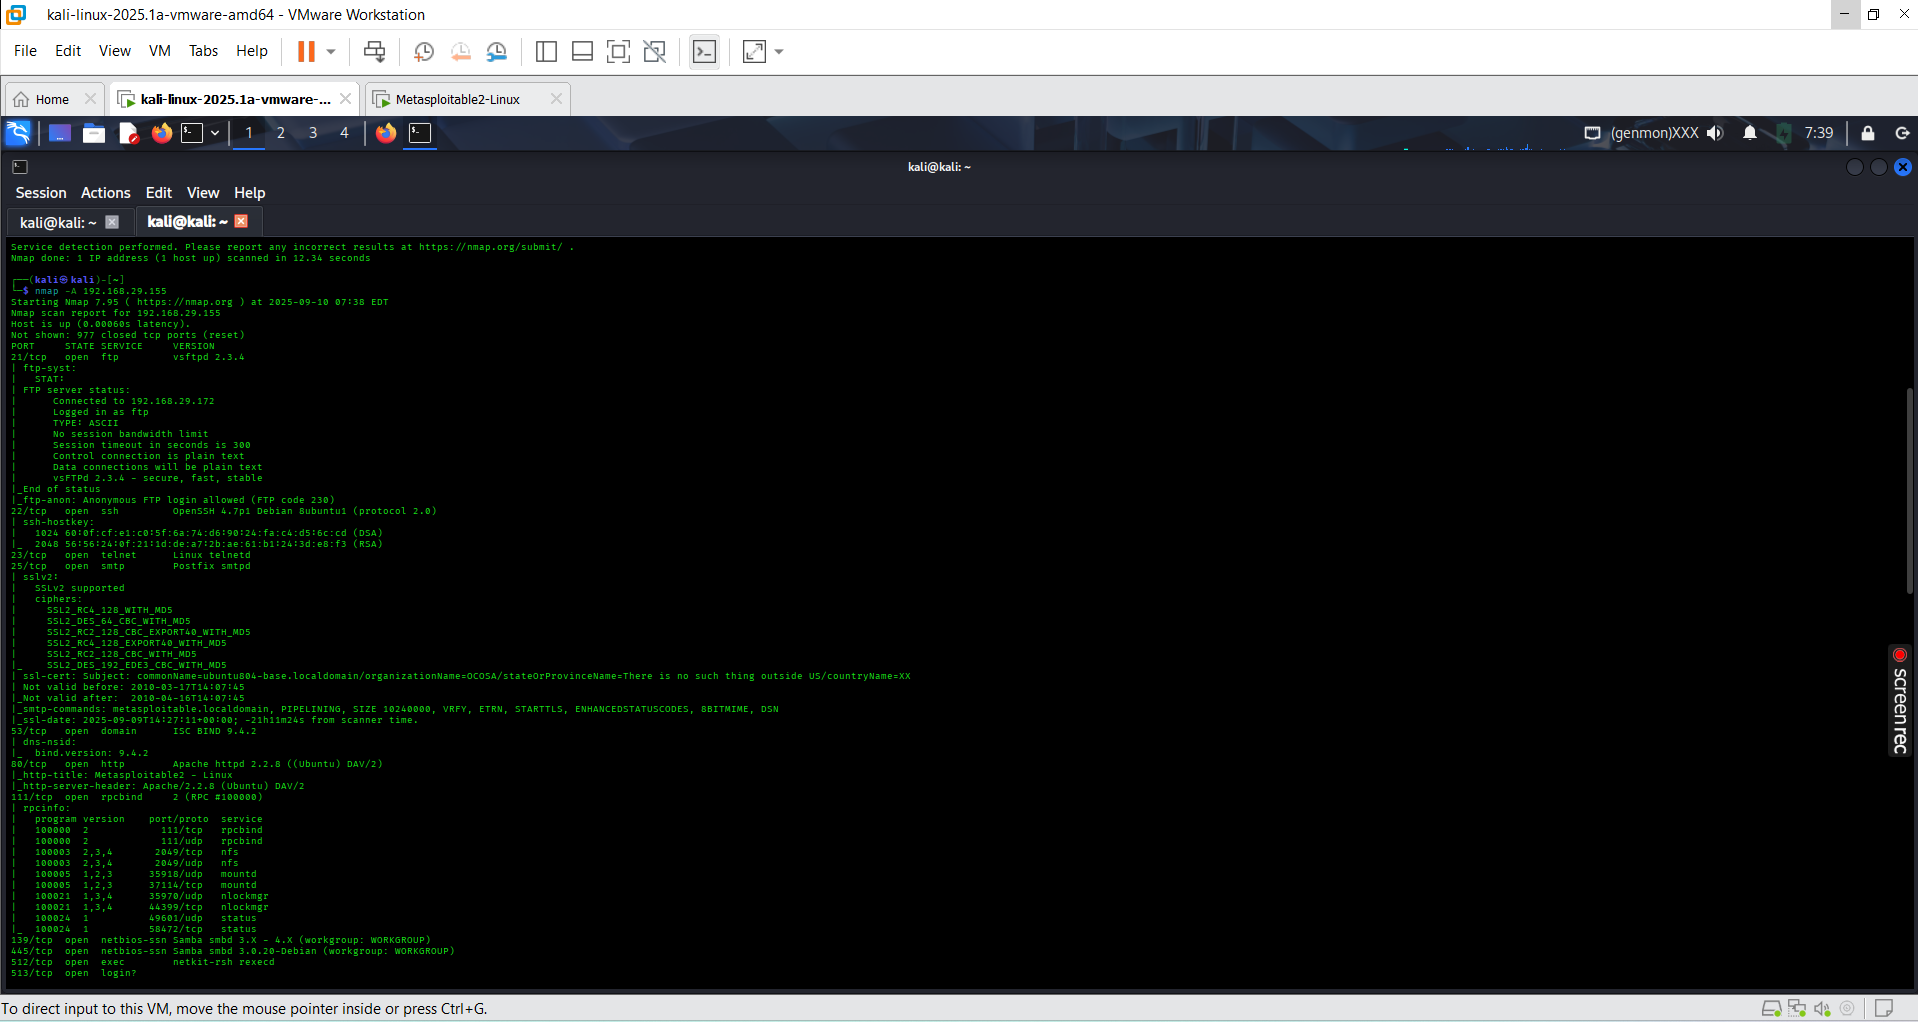 kali-linux-2025.1a-vmware-amd64 - VMware Workstation
File Edit View VM Tabs Help
Home kali-linux-2025.1a-vmware-... Metasploitable2-Linux
1 2 3 4 (genmon)XXX 7:39
kali@kali: ~
Session Actions Edit View Help
kali@kali: ~ kali@kali: ~
Service detection performed. Please report any incorrect results at https://nmap.org/submit/ .
Nmap done: 1 IP address (1 host up) scanned in 12.34 seconds
┌──(kali㉿kali)-[~]
└─$ nmap -A 192.168.29.155
Starting Nmap 7.95 ( https://nmap.org ) at 2025-09-10 07:38 EDT
Nmap scan report for 192.168.29.155
Host is up (0.00060s latency).
Not shown: 977 closed tcp ports (reset)
PORT     STATE SERVICE     VERSION
21/tcp   open  ftp         vsftpd 2.3.4
| ftp-syst:
|   STAT:
| FTP server status:
|      Connected to 192.168.29.172
|      Logged in as ftp
|      TYPE: ASCII
|      No session bandwidth limit
|      Session timeout in seconds is 300
|      Control connection is plain text
|      Data connections will be plain text
|      vsFTPd 2.3.4 - secure, fast, stable
|_End of status
|_ftp-anon: Anonymous FTP login allowed (FTP code 230)
22/tcp   open  ssh         OpenSSH 4.7p1 Debian 8ubuntu1 (protocol 2.0)
| ssh-hostkey:
|   1024 60:0f:cf:e1:c0:5f:6a:74:d6:90:24:fa:c4:d5:6c:cd (DSA)
|_  2048 56:56:24:0f:21:1d:de:a7:2b:ae:61:b1:24:3d:e8:f3 (RSA)
23/tcp   open  telnet      Linux telnetd
25/tcp   open  smtp        Postfix smtpd
| sslv2:
|   SSLv2 supported
|   ciphers:
|     SSL2_RC4_128_WITH_MD5
|     SSL2_DES_64_CBC_WITH_MD5
|     SSL2_RC2_128_CBC_EXPORT40_WITH_MD5
|     SSL2_RC4_128_EXPORT40_WITH_MD5
|     SSL2_RC2_128_CBC_WITH_MD5
|_    SSL2_DES_192_EDE3_CBC_WITH_MD5
| ssl-cert: Subject: commonName=ubuntu804-base.localdomain/organizationName=OCOSA/stateOrProvinceName=There is no such thing outside US/countryName=XX
| Not valid before: 2010-03-17T14:07:45
|_Not valid after:  2010-04-16T14:07:45
|_smtp-commands: metasploitable.localdomain, PIPELINING, SIZE 10240000, VRFY, ETRN, STARTTLS, ENHANCEDSTATUSCODES, 8BITMIME, DSN
|_ssl-date: 2025-09-09T14:27:11+00:00; -21h11m24s from scanner time.
53/tcp   open  domain      ISC BIND 9.4.2
| dns-nsid:
|_  bind.version: 9.4.2
80/tcp   open  http        Apache httpd 2.2.8 ((Ubuntu) DAV/2)
|_http-title: Metasploitable2 - Linux
|_http-server-header: Apache/2.2.8 (Ubuntu) DAV/2
111/tcp  open  rpcbind     2 (RPC #100000)
| rpcinfo:
|   program version    port/proto  service
|   100000  2            111/tcp   rpcbind
|   100000  2            111/udp   rpcbind
|   100003  2,3,4       2049/tcp   nfs
|   100003  2,3,4       2049/udp   nfs
|   100005  1,2,3      35918/udp   mountd
|   100005  1,2,3      37114/tcp   mountd
|   100021  1,3,4      35970/udp   nlockmgr
|   100021  1,3,4      44399/tcp   nlockmgr
|   100024  1          49601/udp   status
|_  100024  1          58472/tcp   status
139/tcp  open  netbios-ssn Samba smbd 3.X - 4.X (workgroup: WORKGROUP)
445/tcp  open  netbios-ssn Samba smbd 3.0.20-Debian (workgroup: WORKGROUP)
512/tcp  open  exec        netkit-rsh rexecd
513/tcp  open  login?
screen rec
To direct input to this VM, move the mouse pointer inside or press Ctrl+G.